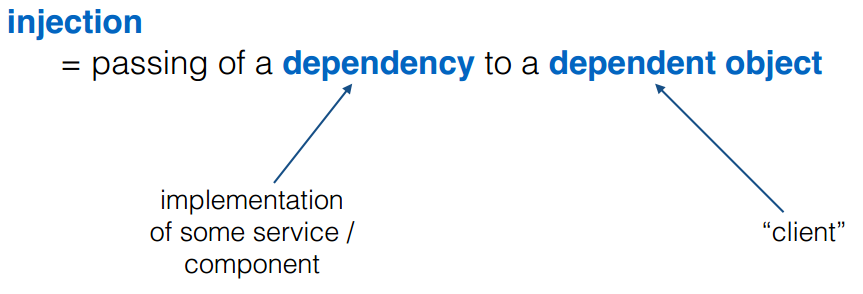 injection
= passing of a dependency to a dependent object
implementation
of some service /
component
“client”